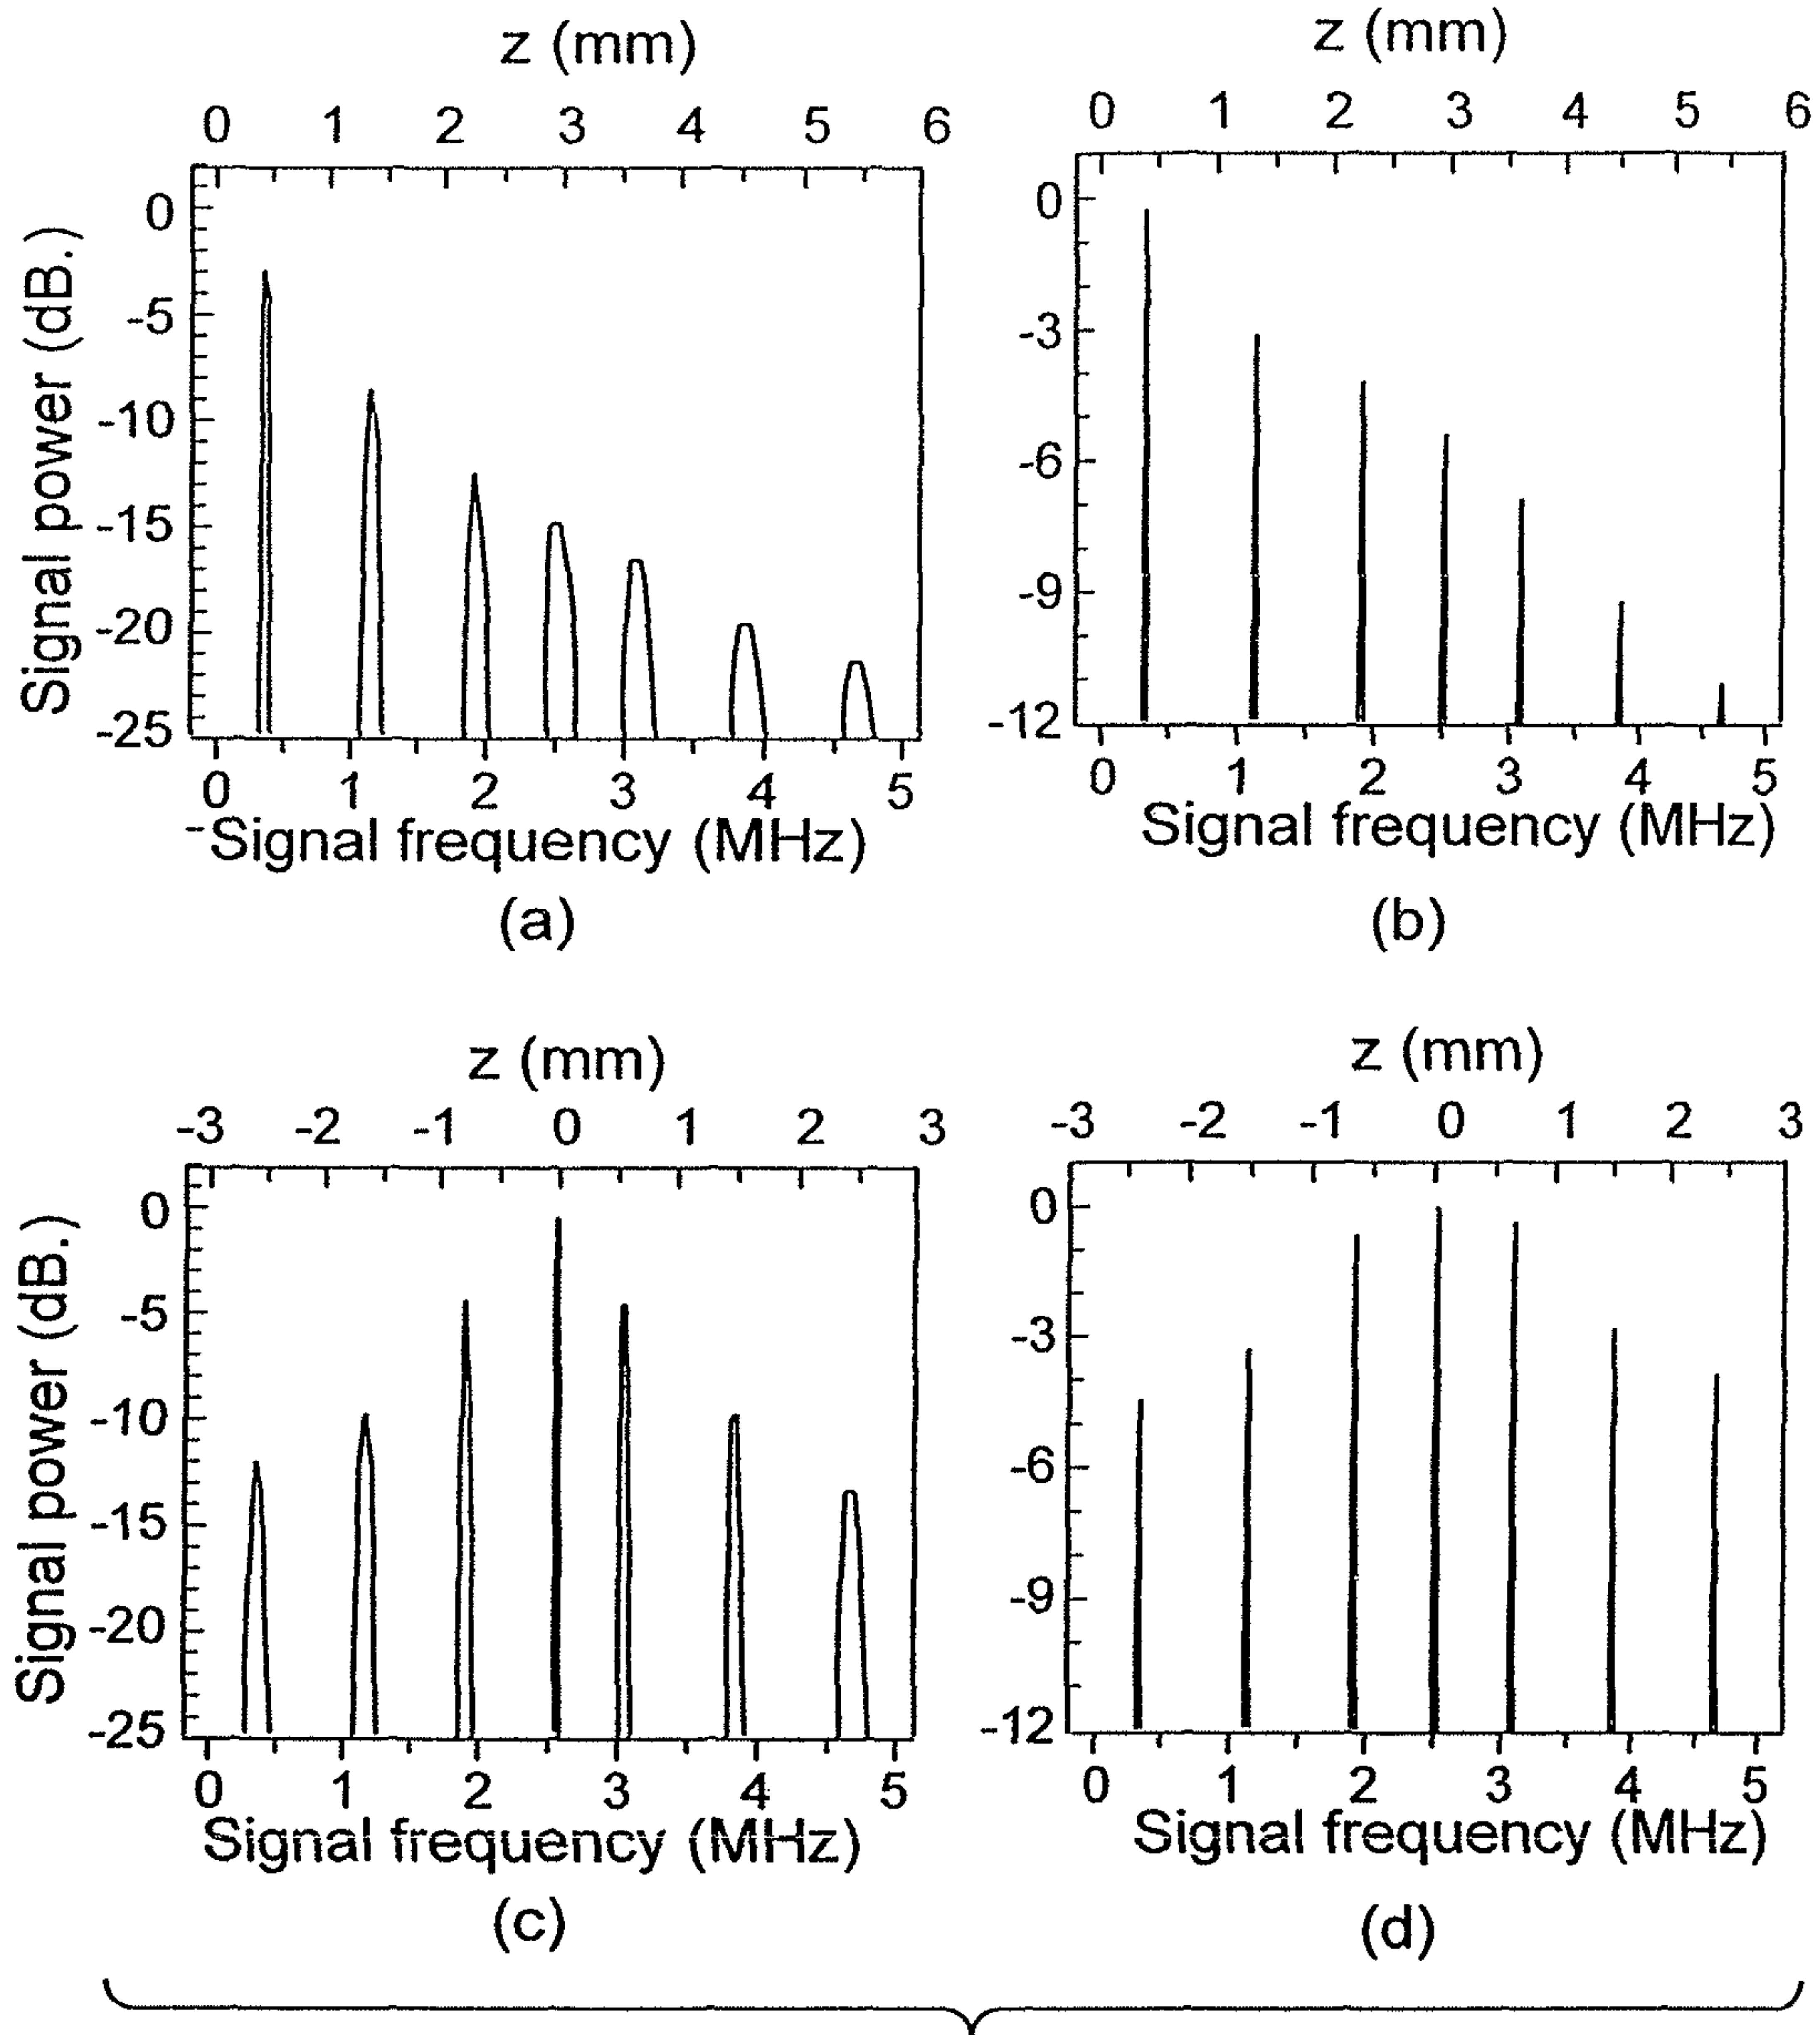 z (mm)
0 1 2 3 4 5 6
Signal power (dB.)
0
-5
-10
-15
-20
-25
0 1 2 3 4 5
-Signal frequency (MHz)
(a)
z (mm)
0 1 2 3 4 5 6
0
-3
-6
-9
-12
0 1 2 3 4 5
Signal frequency (MHz)
(b)
z (mm)
-3 -2 -1 0 1 2 3
Signal power (dB.)
0
-5
-10
-15
-20
-25
0 1 2 3 4 5
Signal frequency (MHz)
(c)
z (mm)
-3 -2 -1 0 1 2 3
0
-3
-6
-9
-12
0 1 2 3 4 5
Signal frequency (MHz)
(d)